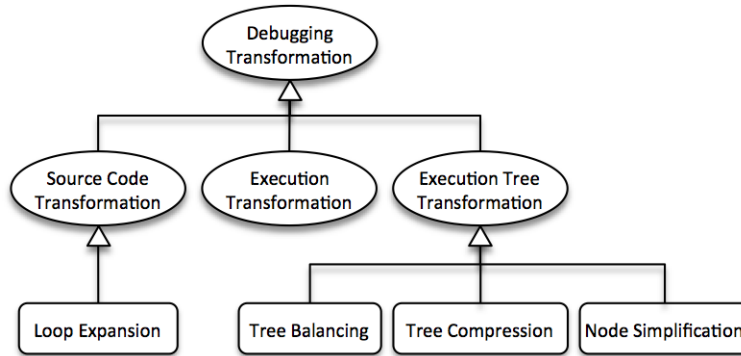 Debugging
Transformation
Source Code
Transformation
Execution
Transformation
Execution Tree
Transformation
Loop Expansion
Tree Balancing
Tree Compression
Node Simplification